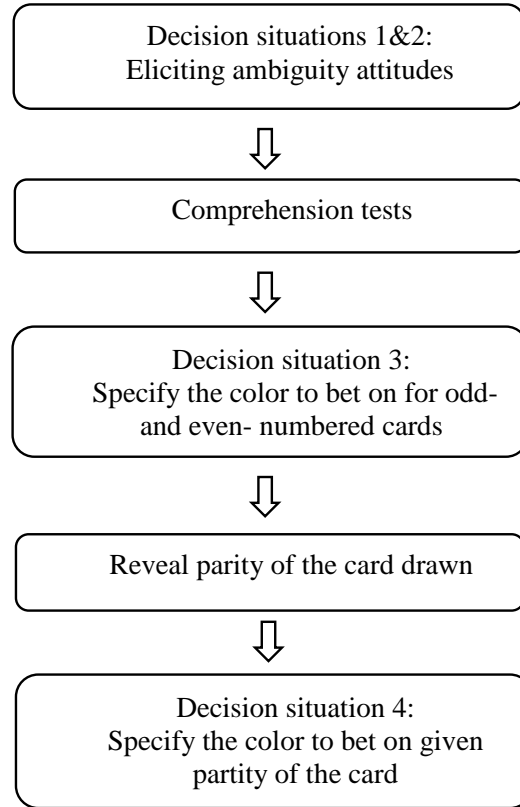 Decision situations 1&2:
Eliciting ambiguity attitudes
Comprehension tests
Decision situation 3:
Specify the color to bet on for odd-
and even- numbered cards
Reveal parity of the card drawn
Decision situation 4:
Specify the color to bet on given
partity of the card